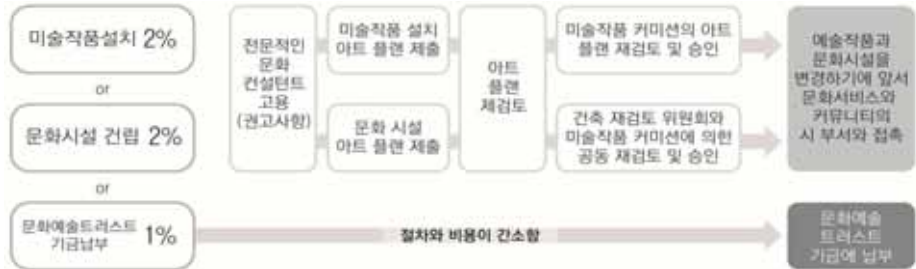 미술작품설치 2%
or
문화시설 건립 2%
or
문화예술트러스트
기금납부 1%
전문적인
문화
컨설턴트
고용
(권고사항)
미술작품 설치
아트 플랜 제출
문화 시설
아트 플랜 제출
아트
플랜
제검토
미술작품 커미션의 아트
플랜 재검토 및 승인
건축 재검토 위원회와
미술작품 커미션에 의한
공동 재검토 및 승인
예술작품과
문화시설을
변경하기에 앞서
문화서비스와
커뮤니티의
시 부서와 접촉
절차와 비용이 간소함
문화예술
트러스트
기금에 납부